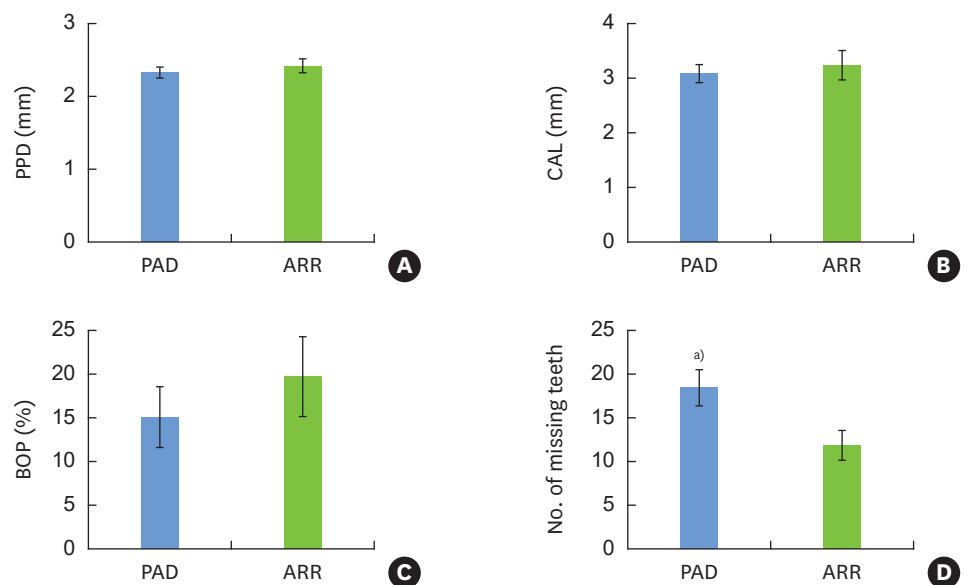 3
2
1
0
PPD (mm)
PAD
ARR
A
4
3
2
1
0
CAL (mm)
PAD
ARR
B
25
20
15
10
5
0
BOP (%)
PAD
ARR
C
25
20
15
10
5
0
No. of missing teeth
a)
PAD
ARR
D